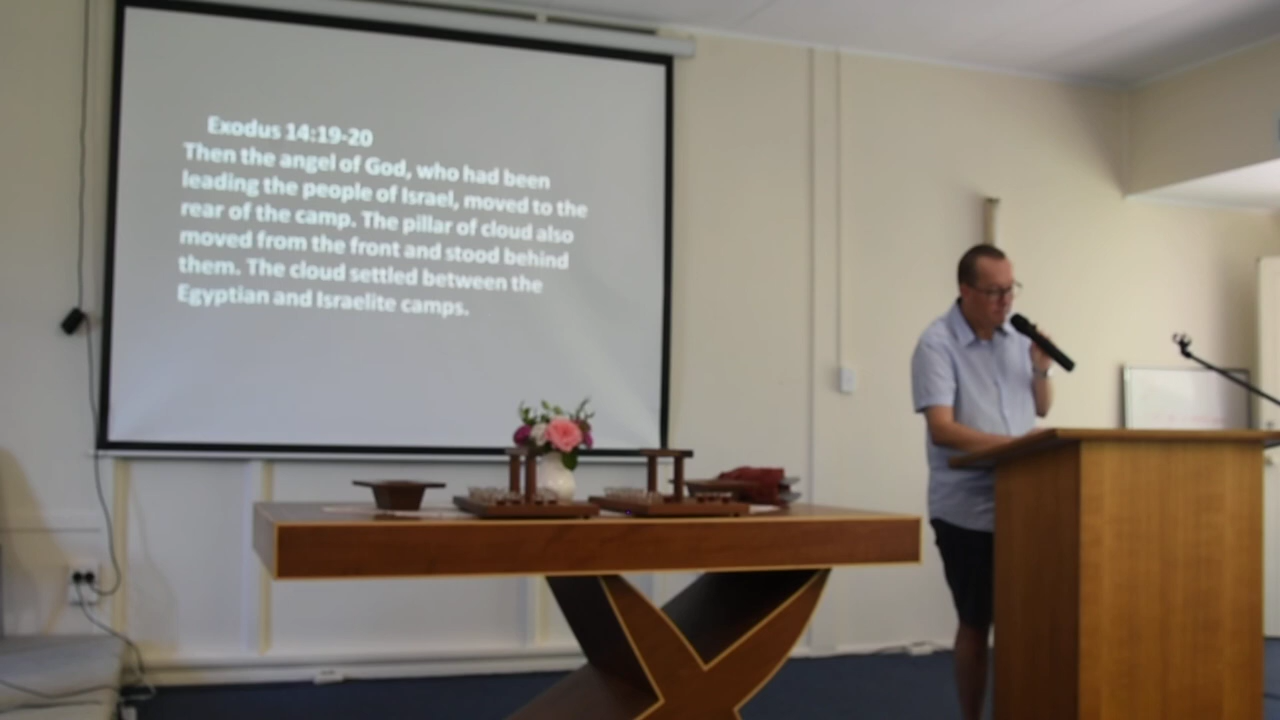 Exodus 14:19-20
Then the angel of God, who had been
leading the people of Israel, moved to the
rear of the camp. The pillar of cloud also
moved from the front and stood behind
them. The cloud settled between the
Egyptian and Israelite camps.